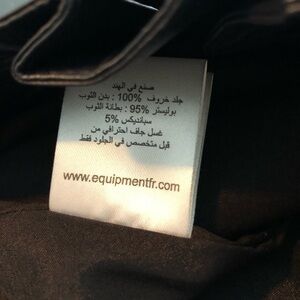 صنع في الهند
جلد خروف 100% : بدن الثوب
بوليستر 95% : بطانة الثوب
سباندكس 5%
غسل جاف احترافي من
قبل متخصص في الجلود فقط
www.equipmentfr.com